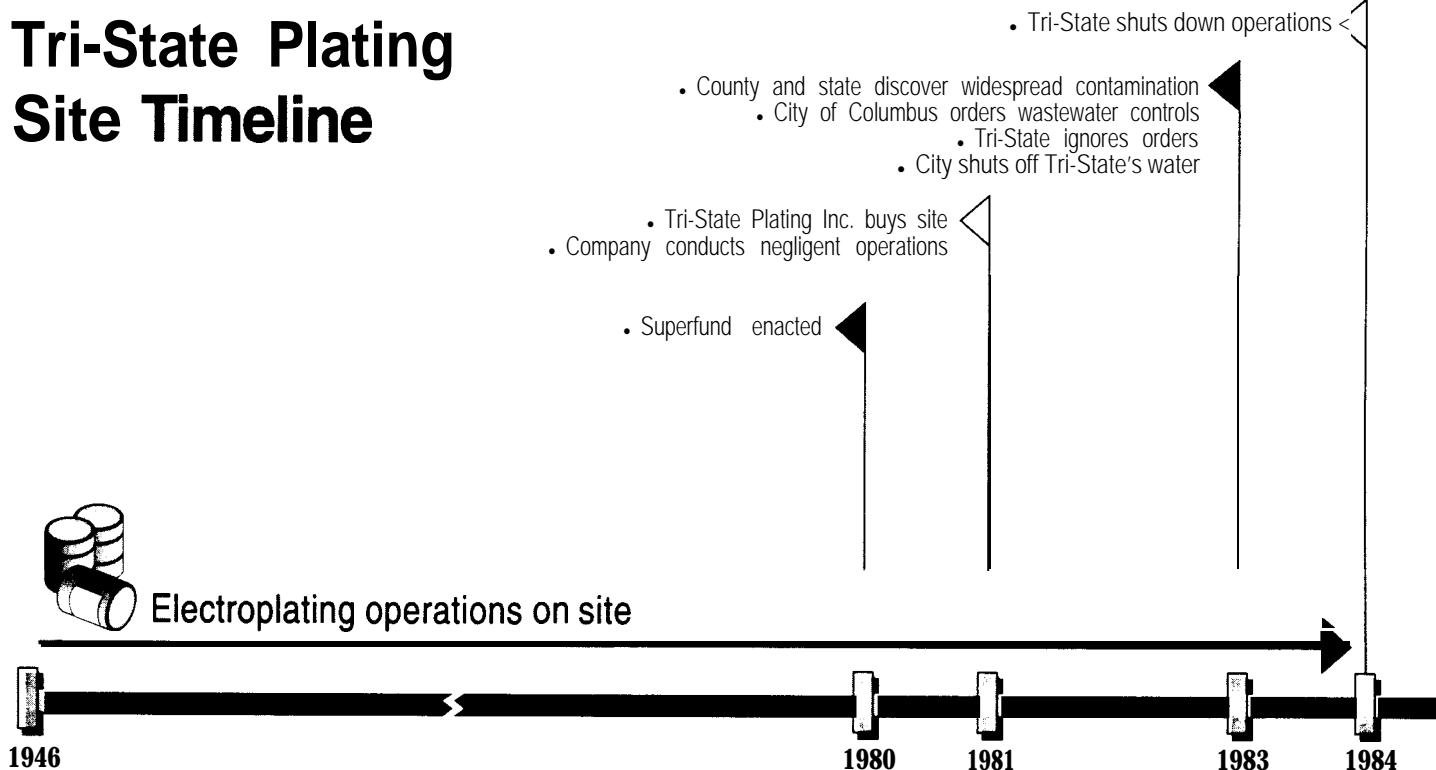 Tri-State Plating
Site Timeline
• Tri-State shuts down operations
• County and state discover widespread contamination
• City of Columbus orders wastewater controls
• Tri-State ignores orders
• City shuts off Tri-State's water
• Tri-State Plating Inc. buys site
• Company conducts negligent operations
• Superfund enacted
Electroplating operations on site
1946 1980 1981 1983 1984